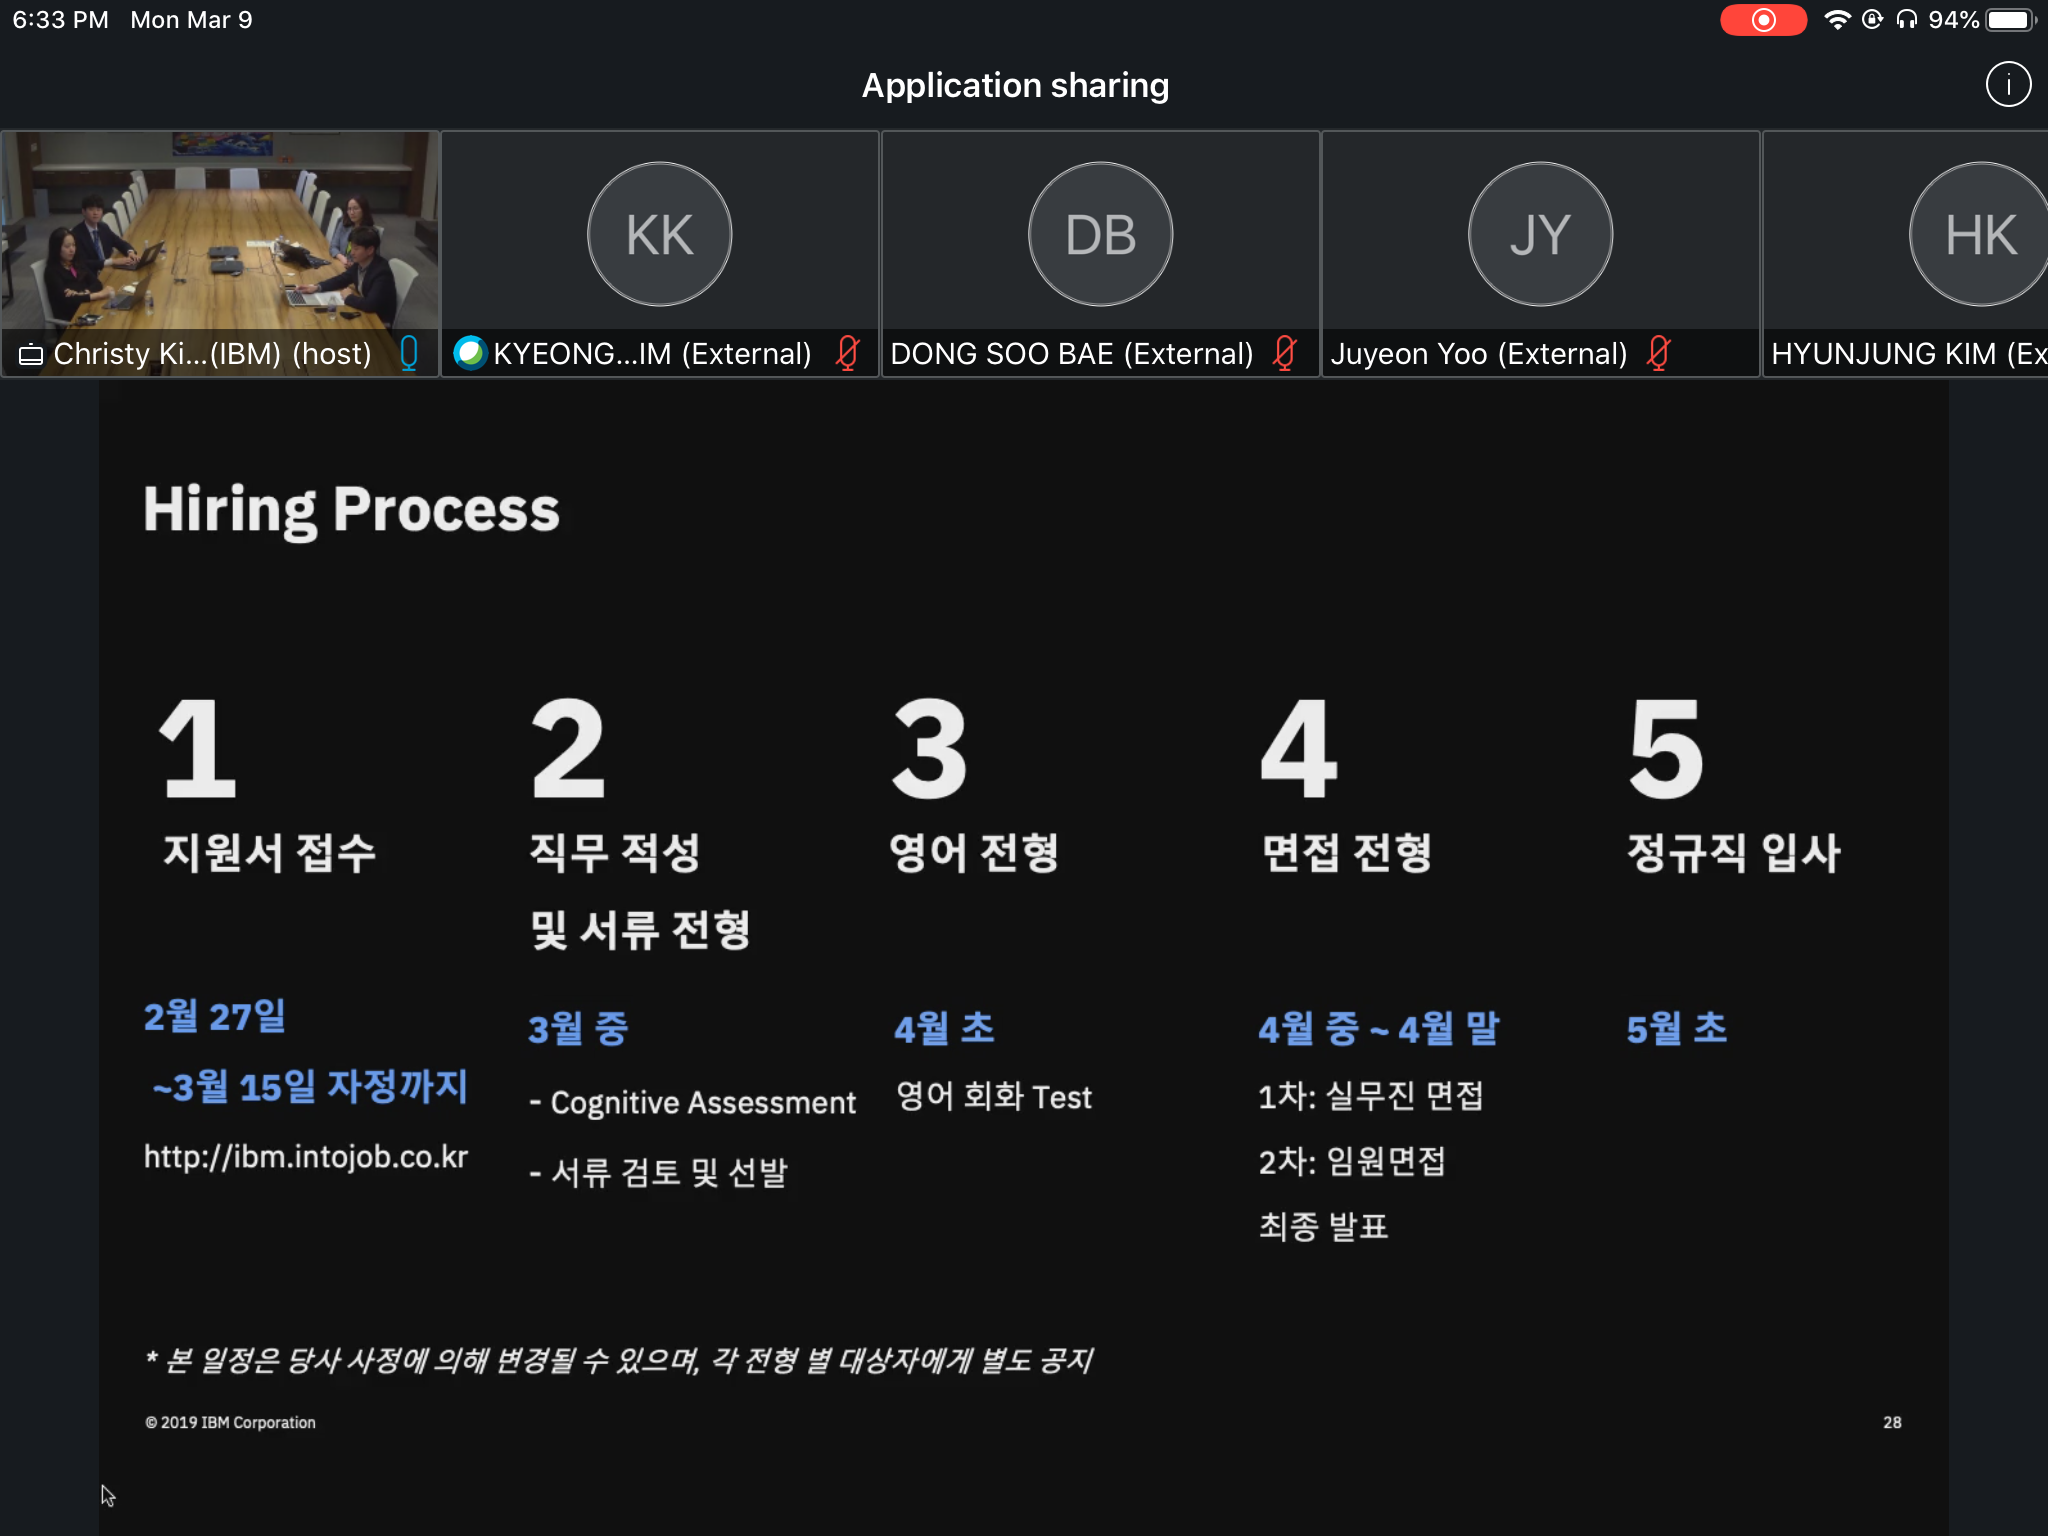 6:33 PM Mon Mar 9
94%
Application sharing
KK
DB
JY
HK
Christy Ki...(IBM) (host)
KYEONG...IM (External)
DONG SOO BAE (External)
Juyeon Yoo (External)
HYUNJUNG KIM (Ex
Hiring Process
1
지원서 접수
2월 27일
~3월 15일 자정까지
http://ibm.intojob.co.kr
2
직무 적성
및 서류 전형
3월 중
- Cognitive Assessment
- 서류 검토 및 선발
3
영어 전형
4월 초
영어 회화 Test
4
면접 전형
4월 중 ~ 4월 말
1차: 실무진 면접
2차: 임원면접
최종 발표
5
정규직 입사
5월 초
* 본 일정은 당사 사정에 의해 변경될 수 있으며, 각 전형 별 대상자에게 별도 공지
© 2019 IBM Corporation
28